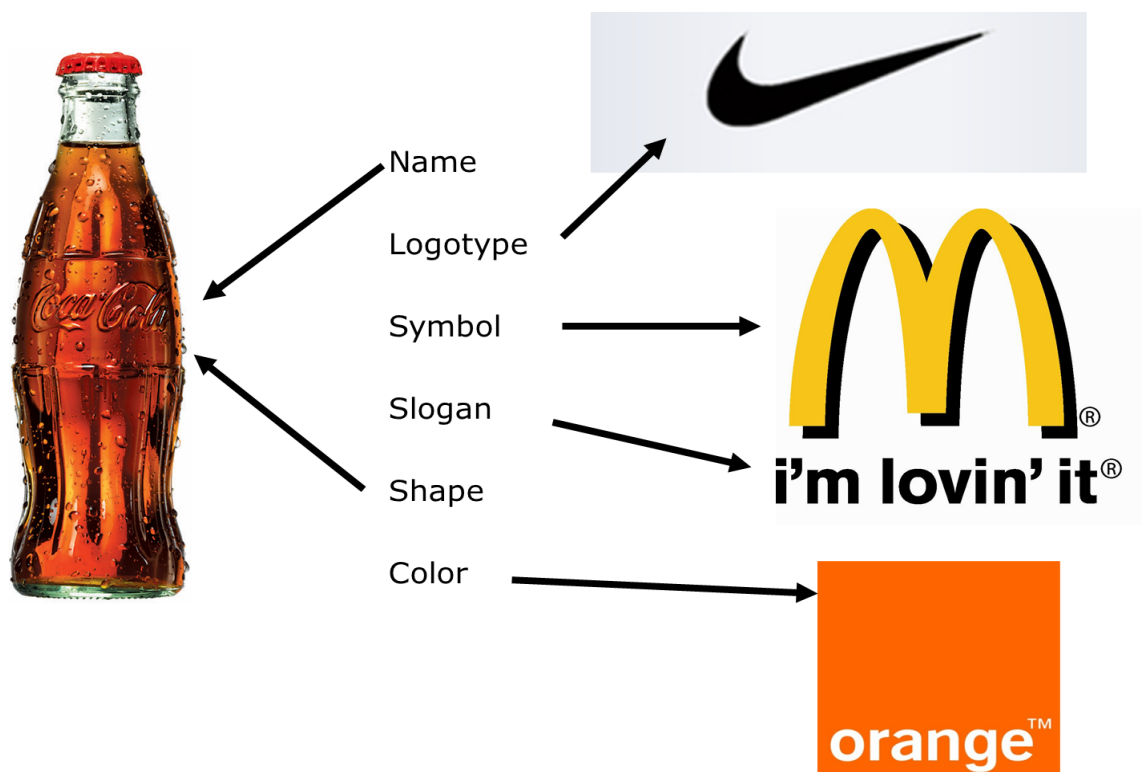 Name
Logotype
Symbol
Slogan
Shape
Color
Coca-Cola
®
i’m lovin’ it®
orange™